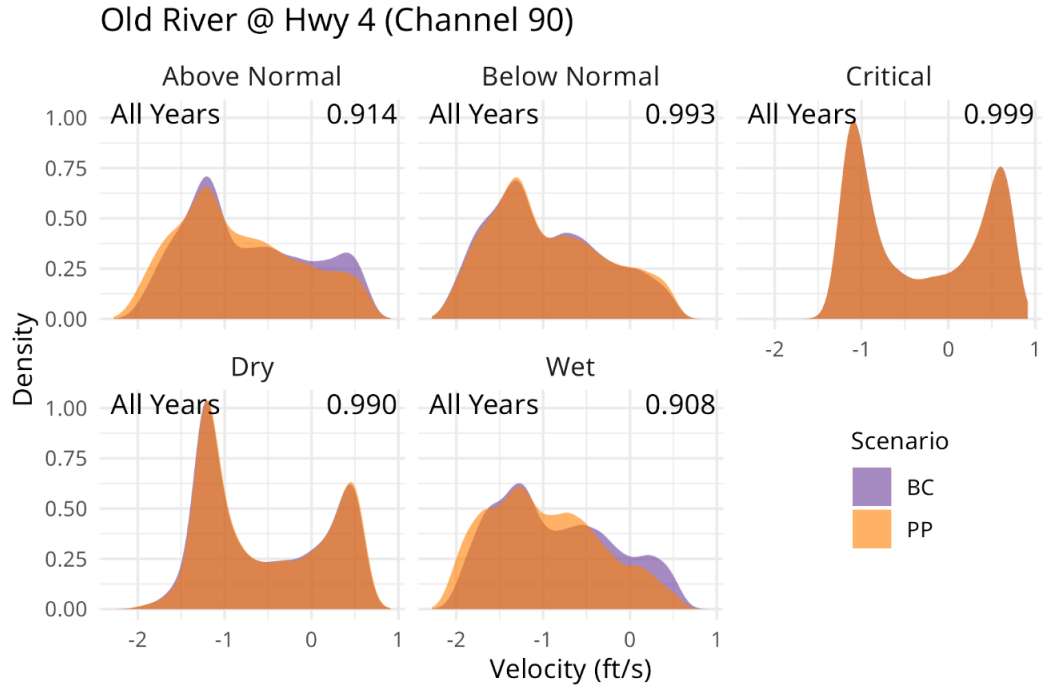 Old River @ Hwy 4 (Channel 90)
Above Normal
Below Normal
Critical
All Years 0.914
All Years 0.993
All Years 0.999
1.00
0.75
0.50
0.25
0.00
-2 -1 0 1
Density
Dry
Wet
All Years 0.990
All Years 0.908
1.00
0.75
0.50
0.25
0.00
-2 -1 0 1
-2 -1 0 1
Velocity (ft/s)
Scenario
BC
PP